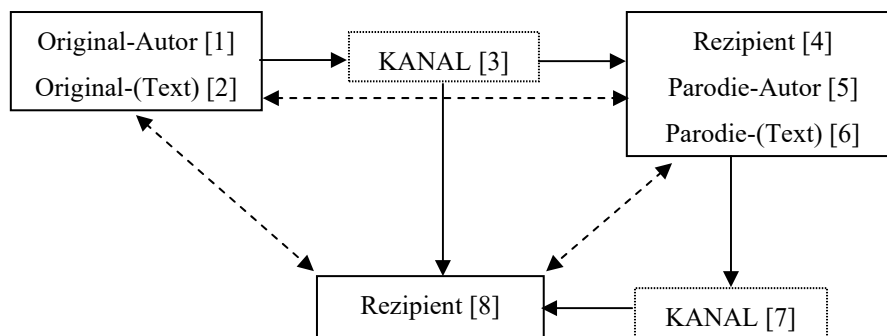 Original-Autor [1]
Original-(Text) [2]
KANAL [3]
Rezipient [4]
Parodie-Autor [5]
Parodie-(Text) [6]
Rezipient [8]
KANAL [7]